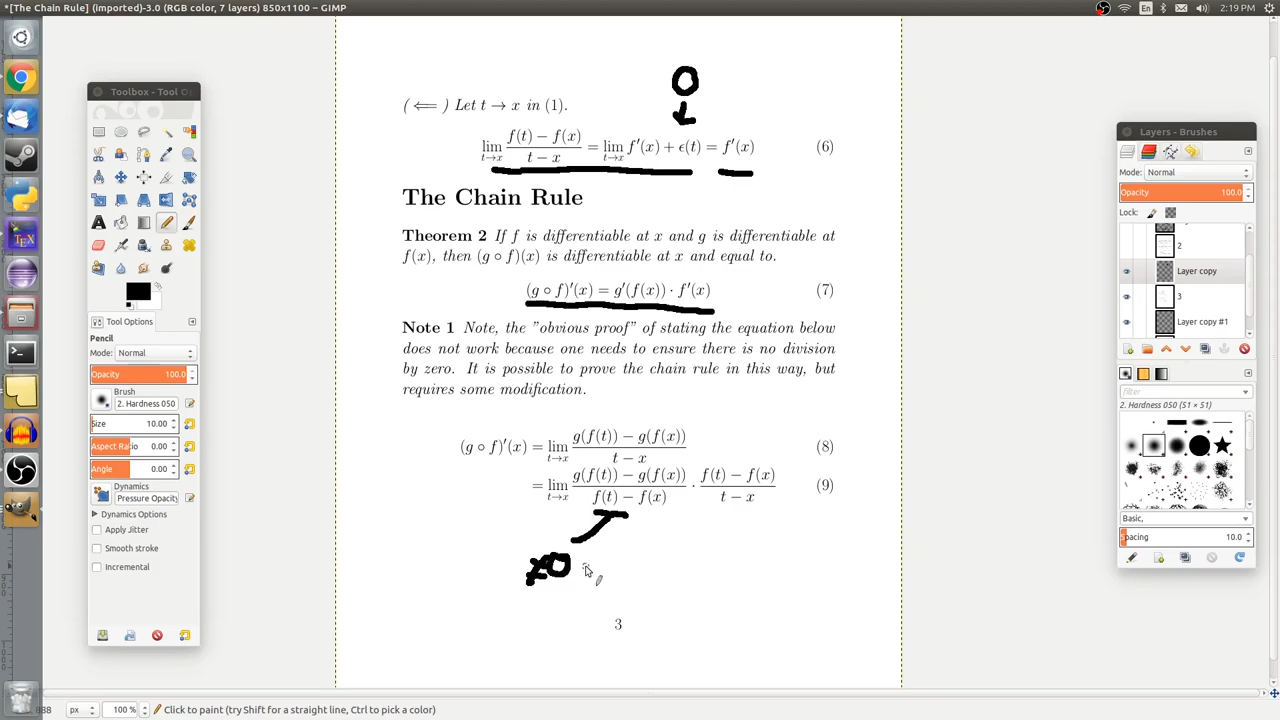 *[The Chain Rule] (imported)-3.0 (RGB color, 7 layers) 850x1100 – GIMP
En
2:19 PM
Toolbox - Tool Op
Tool Options
Pencil
Mode: Normal
Opacity 100.0
Brush
2. Hardness 050
Size 10.00
Aspect Ratio 0.00
Angle 0.00
Dynamics
Pressure Opacity
Dynamics Options
Apply Jitter
Smooth stroke
Incremental
0
( ⟸ ) Let t → x in (1).
lim t→x f(t) − f(x) / t − x = lim t→x f′(x) + ϵ(t) = f′(x) (6)
The Chain Rule
Theorem 2 If f is differentiable at x and g is differentiable at
f(x), then (g ∘ f)(x) is differentiable at x and equal to.
(g ∘ f)′(x) = g′(f(x)) · f′(x) (7)
Note 1 Note, the "obvious proof" of stating the equation below
does not work because one needs to ensure there is no division
by zero. It is possible to prove the chain rule in this way, but
requires some modification.
(g ∘ f)′(x) = lim t→x g(f(t)) − g(f(x)) / t − x (8)
= lim t→x g(f(t)) − g(f(x)) / f(t) − f(x) · f(t) − f(x) / t − x (9)
≠0
3
Layers - Brushes
Mode: Normal
Opacity 100.0
Lock:
2
Layer copy
3
Layer copy #1
filter
2. Hardness 050 (51 × 51)
Basic,
Spacing 10.0
px
100 %
Click to paint (try Shift for a straight line, Ctrl to pick a color)